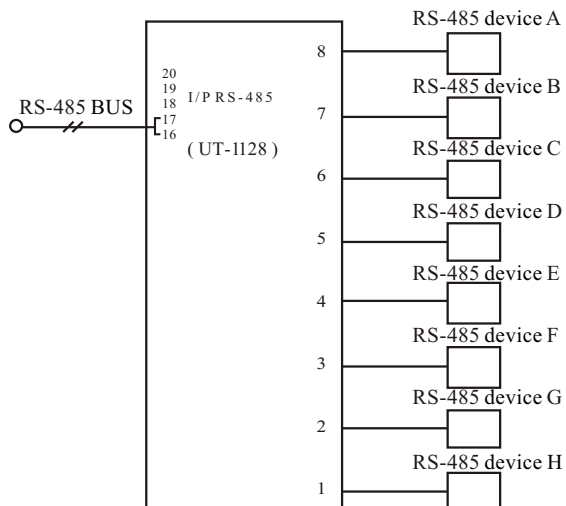 RS-485 device A
8
20
19
18
17
16
I/P RS-485
RS-485 BUS
(UT-1128)
RS-485 device B
7
RS-485 device C
6
RS-485 device D
5
RS-485 device E
4
RS-485 device F
3
RS-485 device G
2
RS-485 device H
1